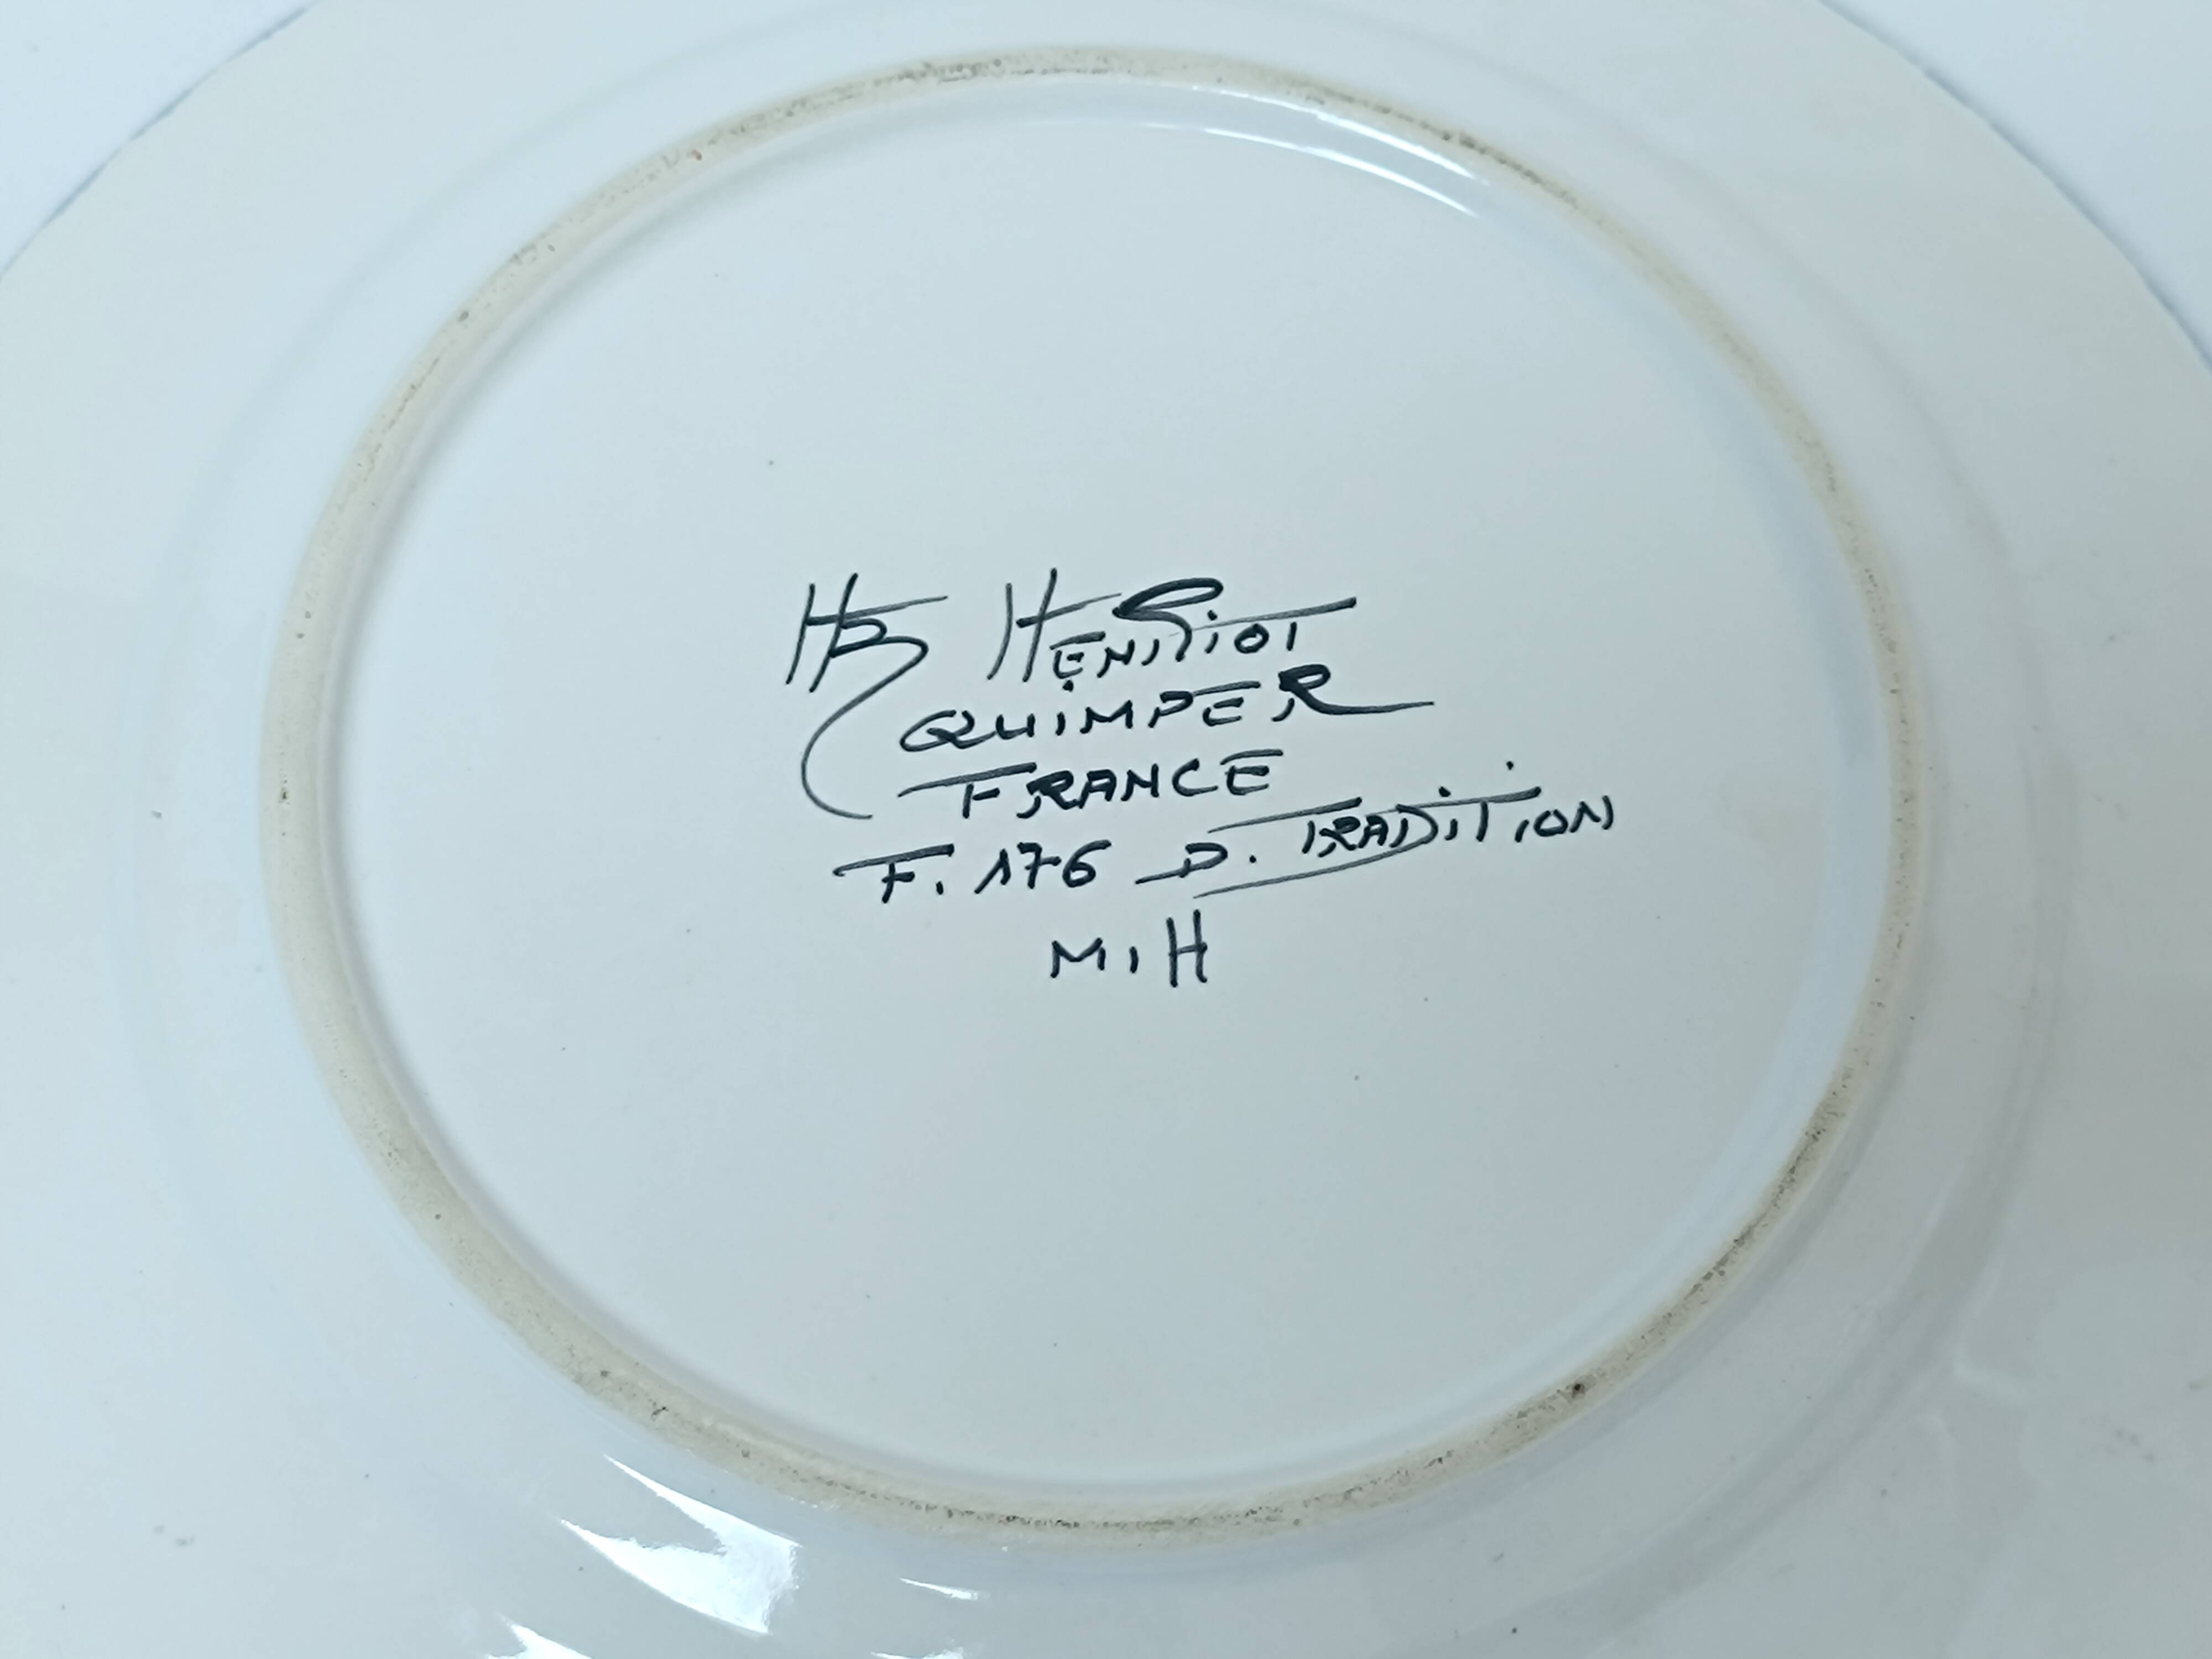 HB HENRIOT
QUIMPER
FRANCE
F. 176 D. TRADITION
M.H